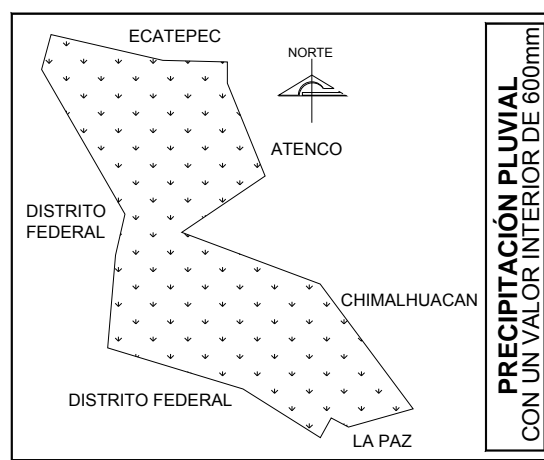 ECATEPEC
NORTE
ATENCO
DISTRITO
FEDERAL
CHIMALHUACAN
DISTRITO FEDERAL
LA PAZ
PRECIPITACIÓN PLUVIAL
CON UN VALOR INTERIOR DE 600mm